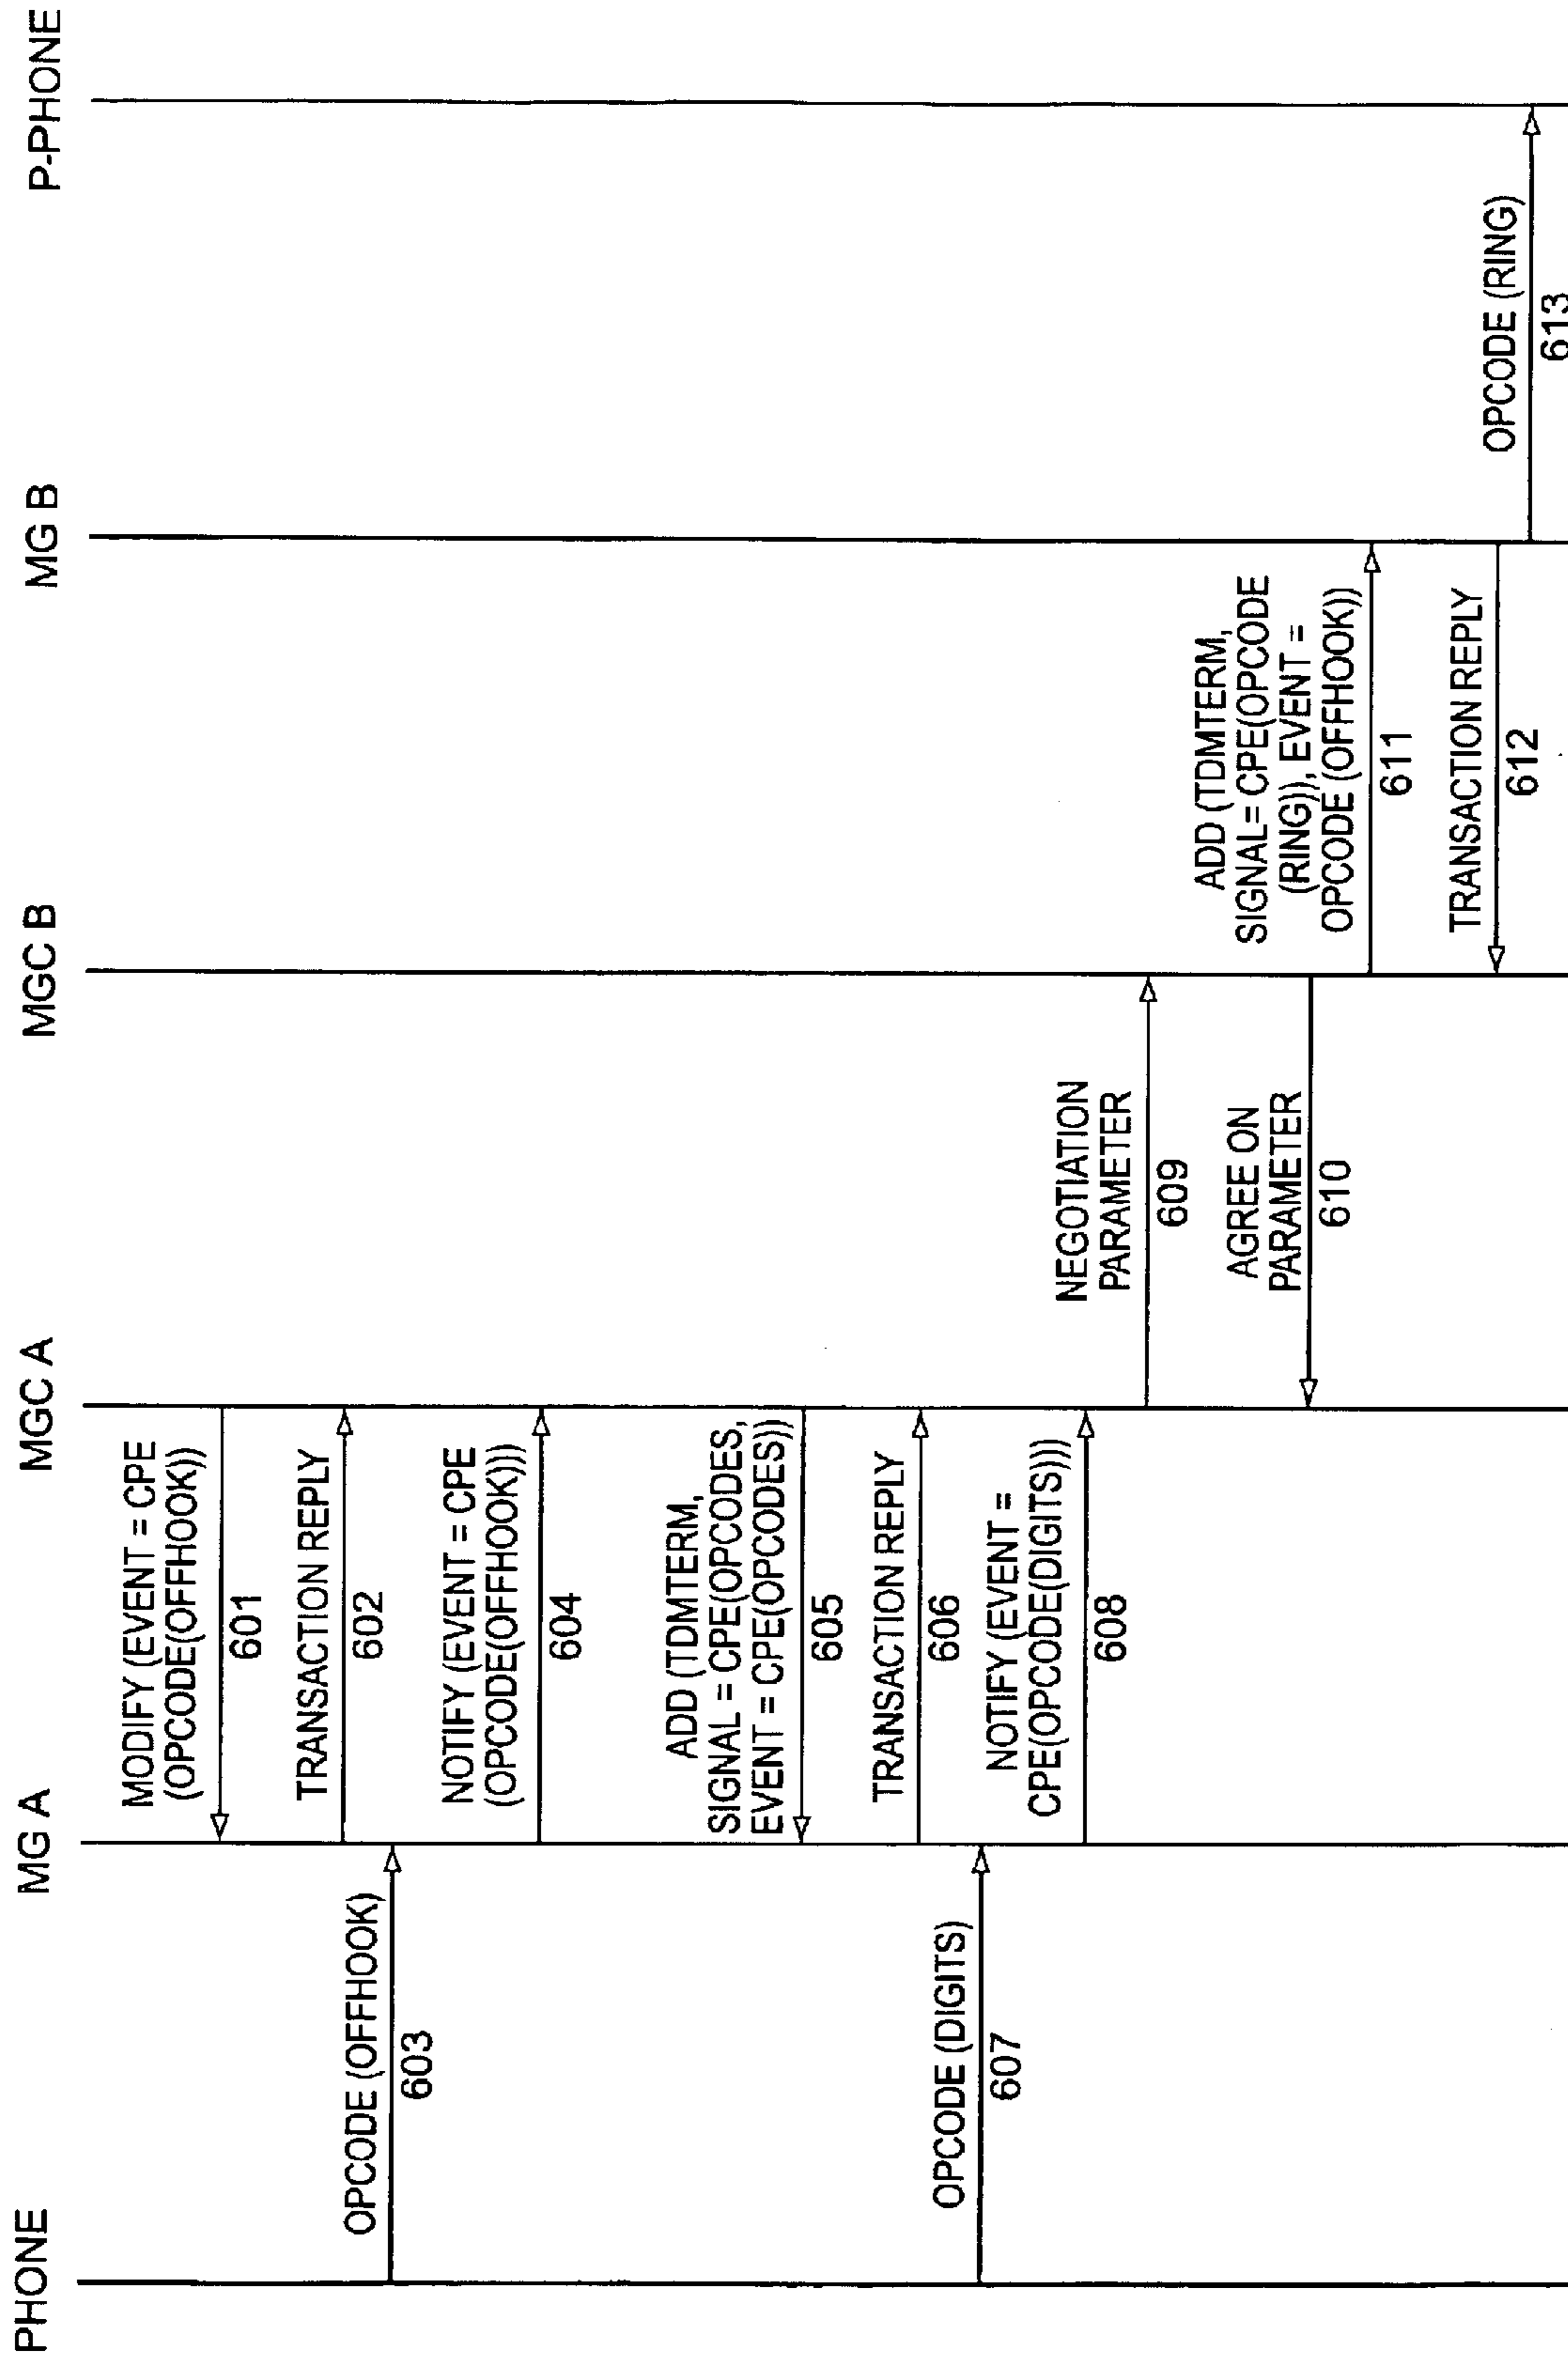 PHONE
MG A
MGC A
MGC B
MG B
P-PHONE
MODIFY (EVENT = CPE
(OPCODE(OFFHOOK))
601
TRANSACTION REPLY
602
OPCODE (OFFHOOK)
603
NOTIFY (EVENT = CPE
(OPCODE(OFFHOOK)))
604
ADD (TDMTERM,
SIGNAL = CPE(OPCODES,
EVENT = CPE(OPCODES))
605
TRANSACTION REPLY
606
OPCODE (DIGITS)
607
NOTIFY (EVENT =
CPE(OPCODE(DIGITS)))
608
NEGOTIATION
PARAMETER
609
AGREE ON
PARAMETER
610
ADD (TDMTERM,
SIGNAL= CPE(OPCODE
(RING)), EVENT =
OPCODE (OFFHOOK))
611
TRANSACTION REPLY
612
OPCODE (RING)
613